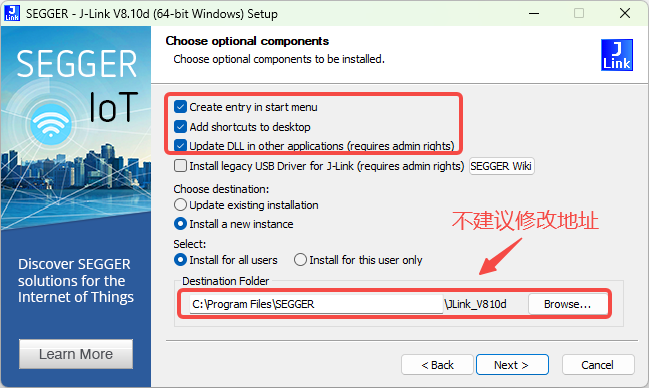 SEGGER - J-Link V8.10d (64-bit Windows) Setup
SEGGER
IoT
Discover SEGGER
solutions for the
Internet of Things
Learn More
Choose optional components
Choose optional components to be installed.
J
Link
Create entry in start menu
Add shortcuts to desktop
Update DLL in other applications (requires admin rights)
Install legacy USB Driver for J-Link (requires admin rights) SEGGER Wiki
Choose destination:
Update existing installation
Install a new instance
不建议修改地址
Select:
Install for all users Install for this user only
Destination Folder
C:\Program Files\SEGGER \JLink_V810d Browse...
< Back Next > Cancel